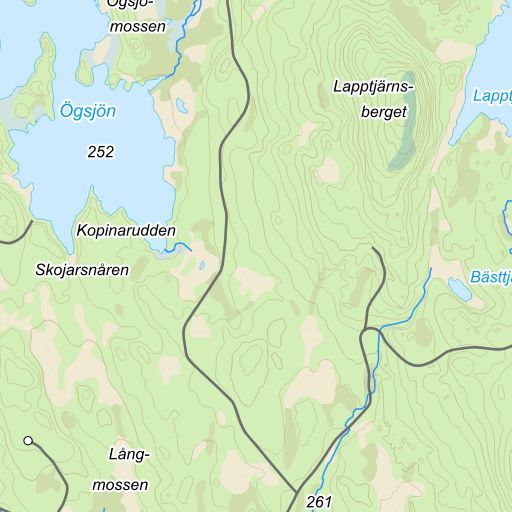 Ögsjö-
mossen
Lapptjärns-
berget
Ögsjön
252
Kopinarudden
Skojarsnåren
Lång-
mossen
261